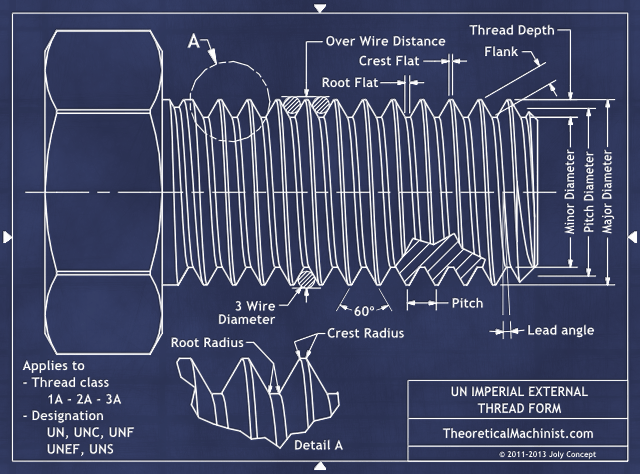 A
Over Wire Distance
Crest Flat
Root Flat
Thread Depth
Flank
Minor Diameter
Pitch Diameter
Major Diameter
3 Wire
Diameter
60°
Pitch
Lead angle
Root Radius
Crest Radius
Detail A
Applies to
- Thread class
1A - 2A - 3A
- Designation
UN, UNC, UNF
UNEF, UNS
UN IMPERIAL EXTERNAL
THREAD FORM
TheoreticalMachinist.com
© 2011-2013 Joly Concept